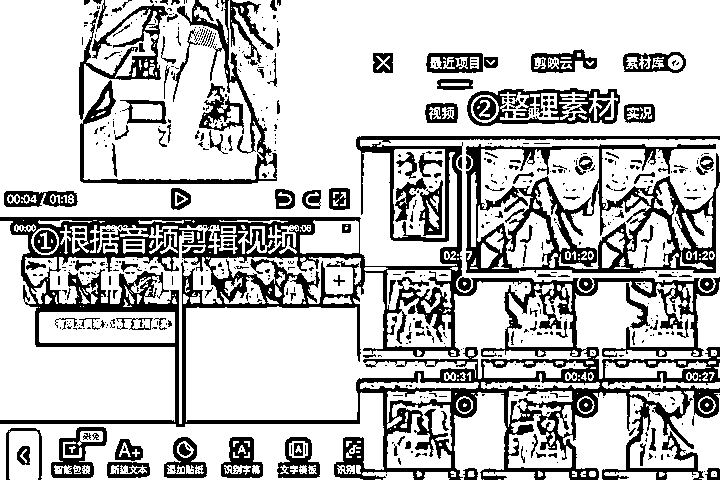 00:04 / 01:18
①根据音频剪辑视频
智能包装
新建文本
添加贴纸
识别字幕
文字模板
识别
最近项目
剪映云
素材库
视频
②整理素材
实况
01:20
01:20
00:31
00:40
00:27